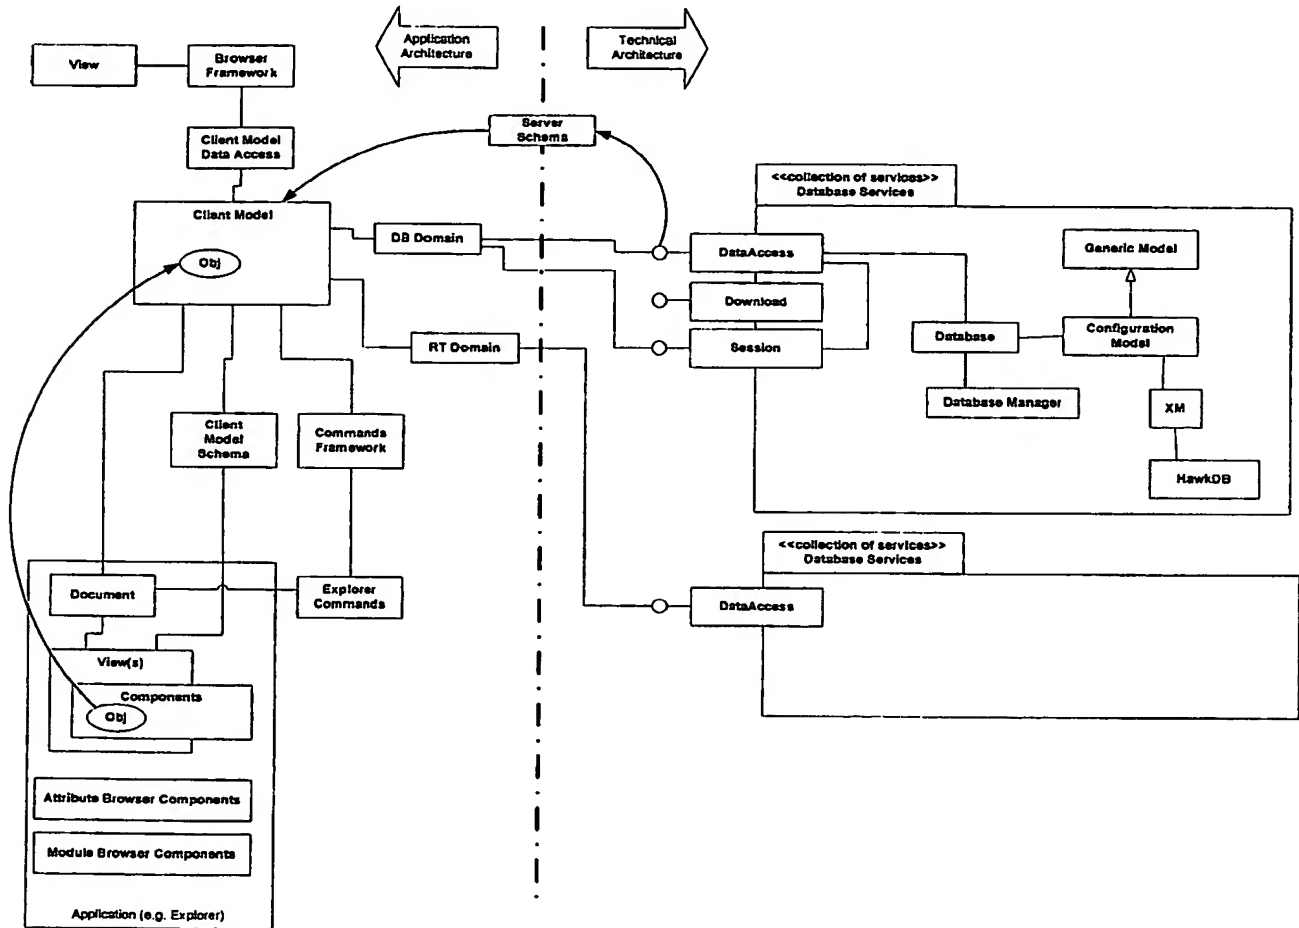 Application
Architecture
Technical
Architecture
View
Browser
Framework
Client Model
Data Access
Server
Schema
<<collection of services>>
Database Services
Client Model
Obj
DB Domain
DataAccess
Generic Model
Download
RT Domain
Session
Database
Configuration
Model
Database Manager
XM
Client
Model
Schema
Commands
Framework
HawkDB
<<collection of services>>
Database Services
Document
Explorer
Commands
DataAccess
View(s)
Components
Obj
Attribute Browser Components
Module Browser Components
Application (e.g. Explorer)